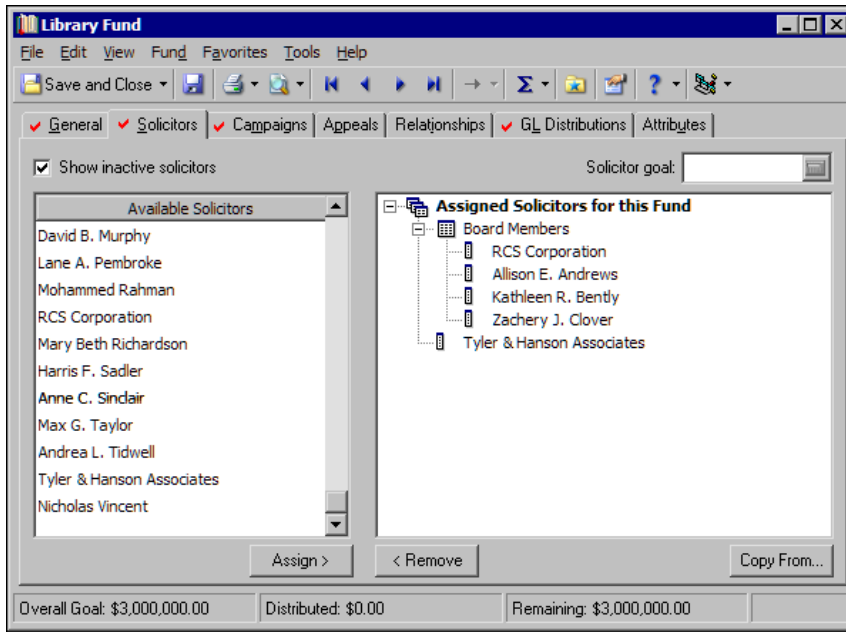 Library Fund
File Edit View Fund Favorites Tools Help
Save and Close
General Solicitors Campaigns Appeals Relationships GL Distributions Attributes
Show inactive solicitors
Solicitor goal:
Available Solicitors
David B. Murphy
Lane A. Pembroke
Mohammed Rahman
RCS Corporation
Mary Beth Richardson
Harris F. Sadler
Anne C. Sinclair
Max G. Taylor
Andrea L. Tidwell
Tyler & Hanson Associates
Nicholas Vincent
Assigned Solicitors for this Fund
Board Members
RCS Corporation
Allison E. Andrews
Kathleen R. Bently
Zachery J. Clover
Tyler & Hanson Associates
Assign > < Remove Copy From...
Overall Goal: $3,000,000.00 Distributed: $0.00 Remaining: $3,000,000.00